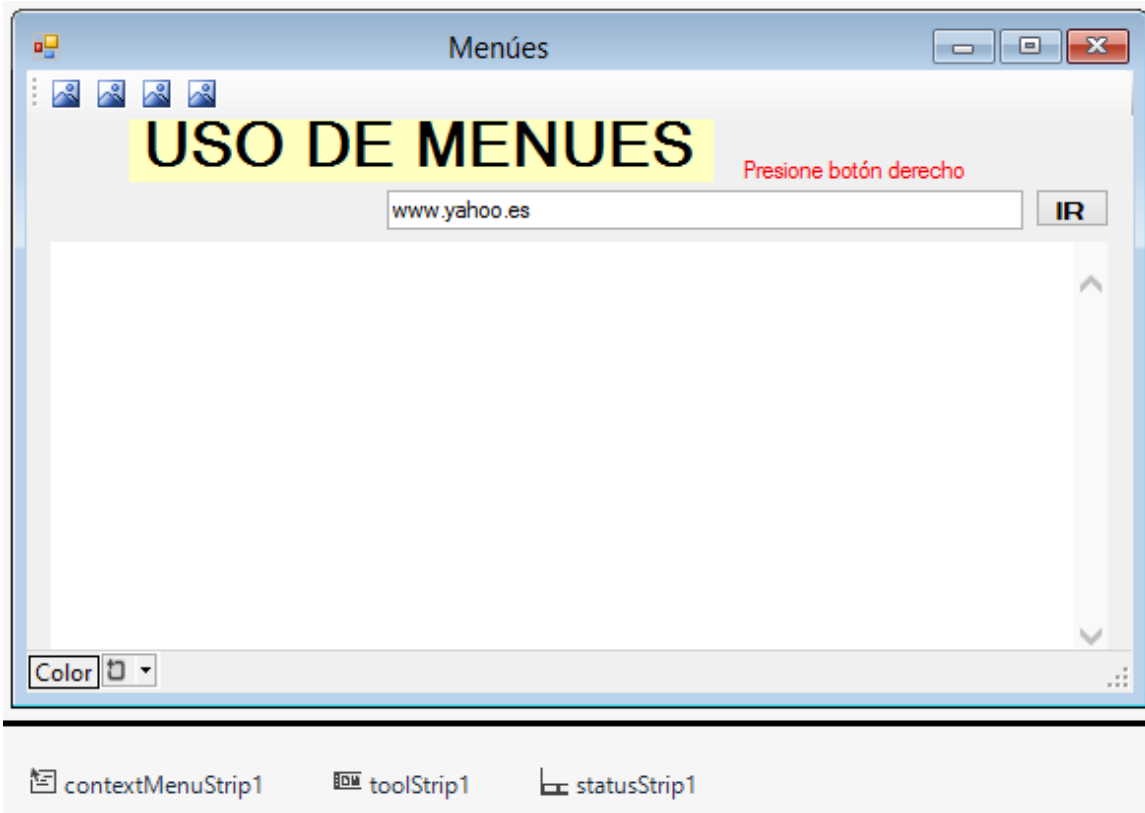 Menúes
USO DE MENUES
Presione botón derecho
www.yahoo.es
IR
Color
contextMenuStrip1 toolStrip1 statusStrip1